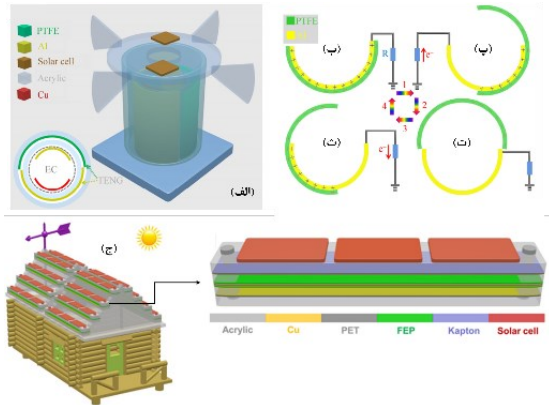 PTFE
Al
Solar cell
Acrylic
Cu
EC
TENG
(الف)
PTFE
(ب)
R
e-
(پ)
1
2
3
4
(ث)
e-
(ت)
(ج)
Acrylic Cu PET FEP Kapton Solar cell